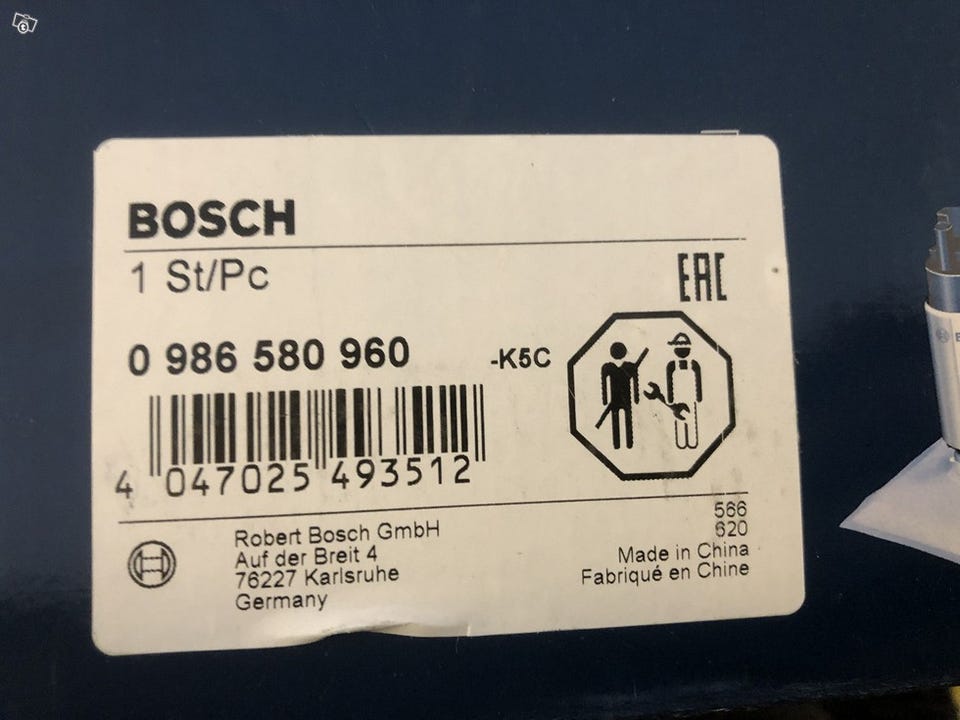 BOSCH
1 St/Pc
EAC
0 986 580 960
-K5C
4 047025 493512
566
620
Robert Bosch GmbH
Auf der Breit 4
76227 Karlsruhe
Germany
Made in China
Fabriqué en Chine